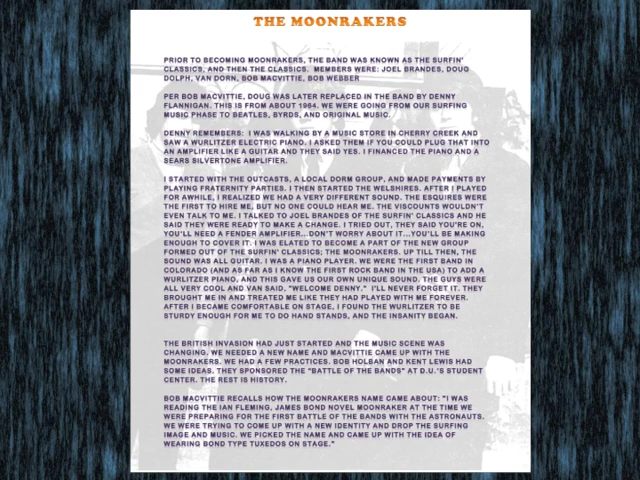 THE MOONRAKERS
PRIOR TO BECOMING MOONRAKERS, THE BAND WAS KNOWN AS THE SURFIN'
CLASSICS, AND THEN THE CLASSICS. MEMBERS WERE: JOEL BRANDES, DOUG
DOLPH, VAN DORN, BOB MACVITTIE, BOB WEBBER
PER BOB MACVITTIE, DOUG WAS LATER REPLACED IN THE BAND BY DENNY
FLANNIGAN. THIS IS FROM ABOUT 1964. WE WERE GOING FROM OUR SURFING
MUSIC PHASE TO BEATLES, BYRDS, AND ORIGINAL MUSIC.
DENNY REMEMBERS: I WAS WALKING BY A MUSIC STORE IN CHERRY CREEK AND
SAW A WURLITZER ELECTRIC PIANO. I ASKED THEM IF YOU COULD PLUG THAT INTO
AN AMPLIFIER LIKE A GUITAR AND THEY SAID YES. I FINANCED THE PIANO AND A
SEARS SILVERTONE AMPLIFIER.
I STARTED WITH THE OUTCASTS, A LOCAL DORM GROUP, AND MADE PAYMENTS BY
PLAYING FRATERNITY PARTIES. I THEN STARTED THE WELSHIRES. AFTER I PLAYED
FOR AWHILE, I REALIZED WE HAD A VERY DIFFERENT SOUND. THE ESQUIRES WERE
THE FIRST TO HIRE ME, BUT NO ONE COULD HEAR ME. THE VISCOUNTS WOULDN'T
EVEN TALK TO ME. I TALKED TO JOEL BRANDES OF THE SURFIN' CLASSICS AND HE
SAID THEY WERE READY TO MAKE A CHANGE. I TRIED OUT, THEY SAID YOU'RE ON,
YOU'LL NEED A FENDER AMPLIFIER...DON'T WORRY ABOUT IT...YOU'LL BE MAKING
ENOUGH TO COVER IT. I WAS ELATED TO BECOME A PART OF THE NEW GROUP
FORMED OUT OF THE SURFIN' CLASSICS; THE MOONRAKERS. UP TILL THEN, THE
SOUND WAS ALL GUITAR. I WAS A PIANO PLAYER. WE WERE THE FIRST BAND IN
COLORADO (AND AS FAR AS I KNOW THE FIRST ROCK BAND IN THE USA) TO ADD A
WURLITZER PIANO, AND THIS GAVE US OUR OWN UNIQUE SOUND. THE GUYS WERE
ALL VERY COOL AND VAN SAID, "WELCOME DENNY." I'LL NEVER FORGET IT. THEY
BROUGHT ME IN AND TREATED ME LIKE THEY HAD PLAYED WITH ME FOREVER.
AFTER I BECAME COMFORTABLE ON STAGE, I FOUND THE WURLITZER TO BE
STURDY ENOUGH FOR ME TO DO HAND STANDS, AND THE INSANITY BEGAN.
THE BRITISH INVASION HAD JUST STARTED AND THE MUSIC SCENE WAS
CHANGING. WE NEEDED A NEW NAME AND MACVITTIE CAME UP WITH THE
MOONRAKERS. WE HAD A FEW PRACTICES. BOB HOLBAN AND KENT LEWIS HAD
SOME IDEAS. THEY SPONSORED THE "BATTLE OF THE BANDS" AT D.U.'S STUDENT
CENTER. THE REST IS HISTORY.
BOB MACVITTIE RECALLS HOW THE MOONRAKERS NAME CAME ABOUT: "I WAS
READING THE IAN FLEMING, JAMES BOND NOVEL MOONRAKER AT THE TIME WE
WERE PREPARING FOR THE FIRST BATTLE OF THE BANDS WITH THE ASTRONAUTS.
WE WERE TRYING TO COME UP WITH A NEW IDENTITY AND DROP THE SURFING
IMAGE AND MUSIC. WE PICKED THE NAME AND CAME UP WITH THE IDEA OF
WEARING BOND TYPE TUXEDOS ON STAGE."